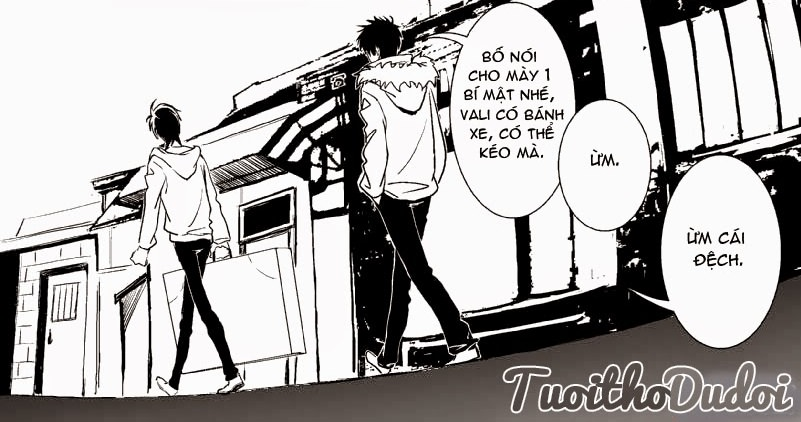 BỐ NÓI
CHO MÀY 1
BÍ MẬT NHÉ,
VALI CÓ BÁNH
XE, CÓ THỂ
KÉO MÀ.
ỪM.
ỪM CÁI
ĐỆCH.
TuoithoDudoi